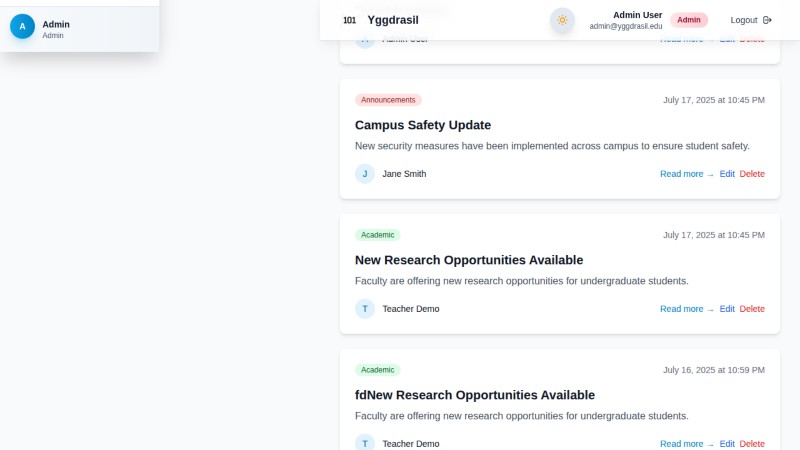 A
Admin
Admin
101 Yggdrasil
Admin User
admin@yggdrasil.edu
Admin
Logout
Admin User
Read more → Edit Delete
Announcements
July 17, 2025 at 10:45 PM
Campus Safety Update
New security measures have been implemented across campus to ensure student safety.
J Jane Smith
Read more → Edit Delete
Academic
July 17, 2025 at 10:45 PM
New Research Opportunities Available
Faculty are offering new research opportunities for undergraduate students.
T Teacher Demo
Read more → Edit Delete
Academic
July 16, 2025 at 10:59 PM
fdNew Research Opportunities Available
Faculty are offering new research opportunities for undergraduate students.
T Teacher Demo
Read more → Edit Delete